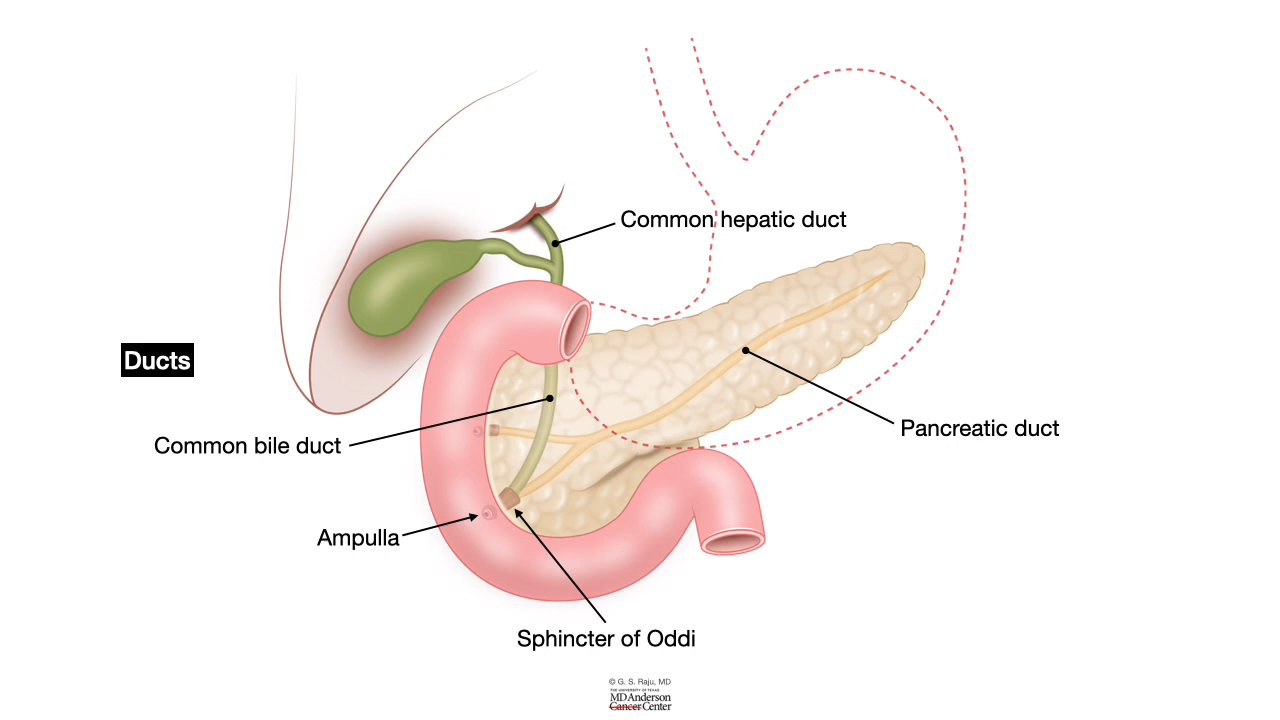 Common hepatic duct
Ducts
Pancreatic duct
Common bile duct
Ampulla
Sphincter of Oddi
© G. S. Raju, MD
THE UNIVERSITY OF TEXAS
MD Anderson
Cancer Center